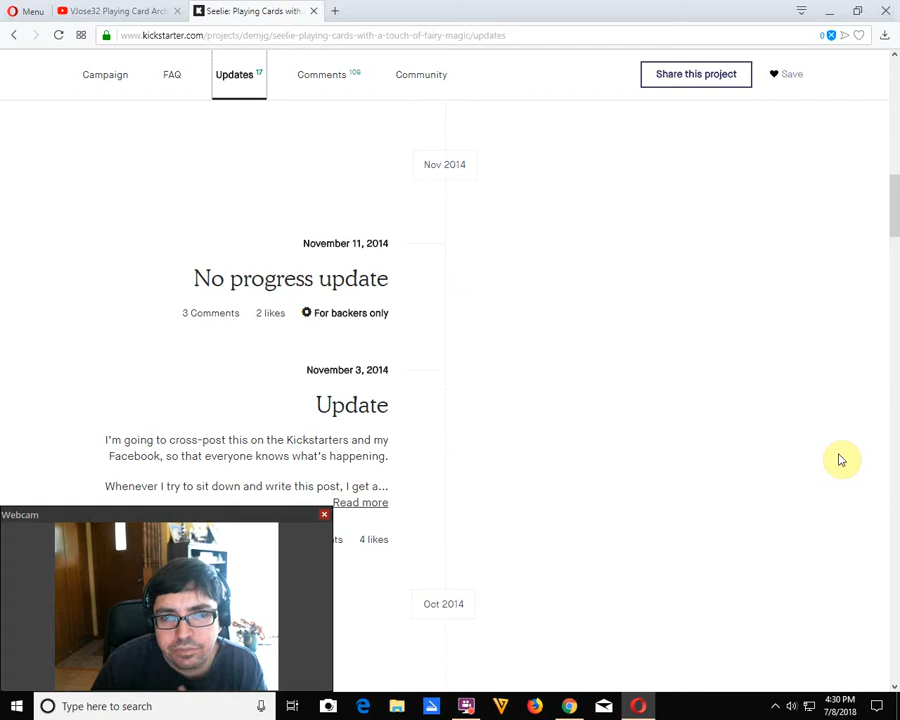 Menu
VJose32 Playing Card Arch
Seelie: Playing Cards with
www.kickstarter.com/projects/dernjg/seelie-playing-cards-with-a-touch-of-fairy-magic/updates
0
Campaign
FAQ
Updates 17
Comments 109
Community
Share this project
Save
Nov 2014
November 11, 2014
No progress update
3 Comments 2 likes For backers only
November 3, 2014
Update
I'm going to cross-post this on the Kickstarters and my
Facebook, so that everyone knows what's happening.
Whenever I try to sit down and write this post, I get a...
Read more
nts 4 likes
Webcam
Oct 2014
Type here to search
4:30 PM
7/8/2018